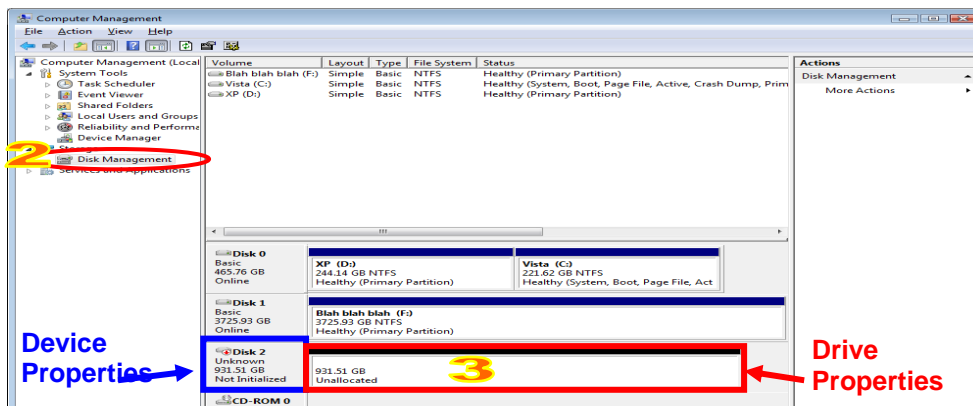 Computer Management
File Action View Help
Computer Management (Local
System Tools
Task Scheduler
Event Viewer
Shared Folders
Local Users and Groups
Reliability and Performa
Device Manager
Storage
2
Disk Management
Services and Applications
Volume Layout Type File System Status
Blah blah blah (F:) Simple Basic NTFS Healthy (Primary Partition)
Vista (C:) Simple Basic NTFS Healthy (System, Boot, Page File, Active, Crash Dump, Prim
XP (D:) Simple Basic NTFS Healthy (Primary Partition)
Actions
Disk Management
More Actions
Disk 0
Basic
465.76 GB
Online
XP (D:)
244.14 GB NTFS
Healthy (Primary Partition)
Vista (C:)
221.62 GB NTFS
Healthy (System, Boot, Page File, Act
Disk 1
Basic
3725.93 GB
Online
Blah blah blah (F:)
3725.93 GB NTFS
Healthy (Primary Partition)
Device
Properties
Disk 2
Unknown
931.51 GB
Not Initialized
931.51 GB
Unallocated
3
Drive
Properties
CD-ROM 0